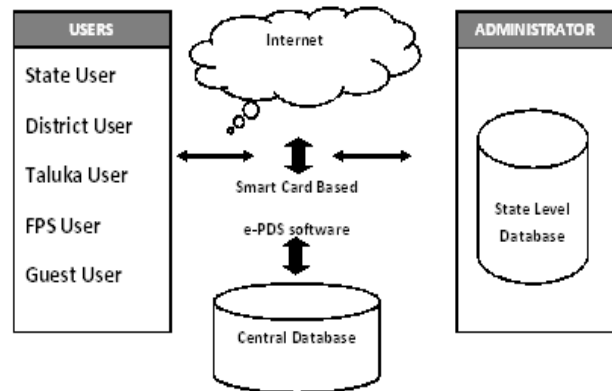 USERS
State User
District User
Taluka User
FPS User
Guest User
Internet
Smart Card Based
e-PDS software
Central Database
ADMINISTRATOR
State Level
Database